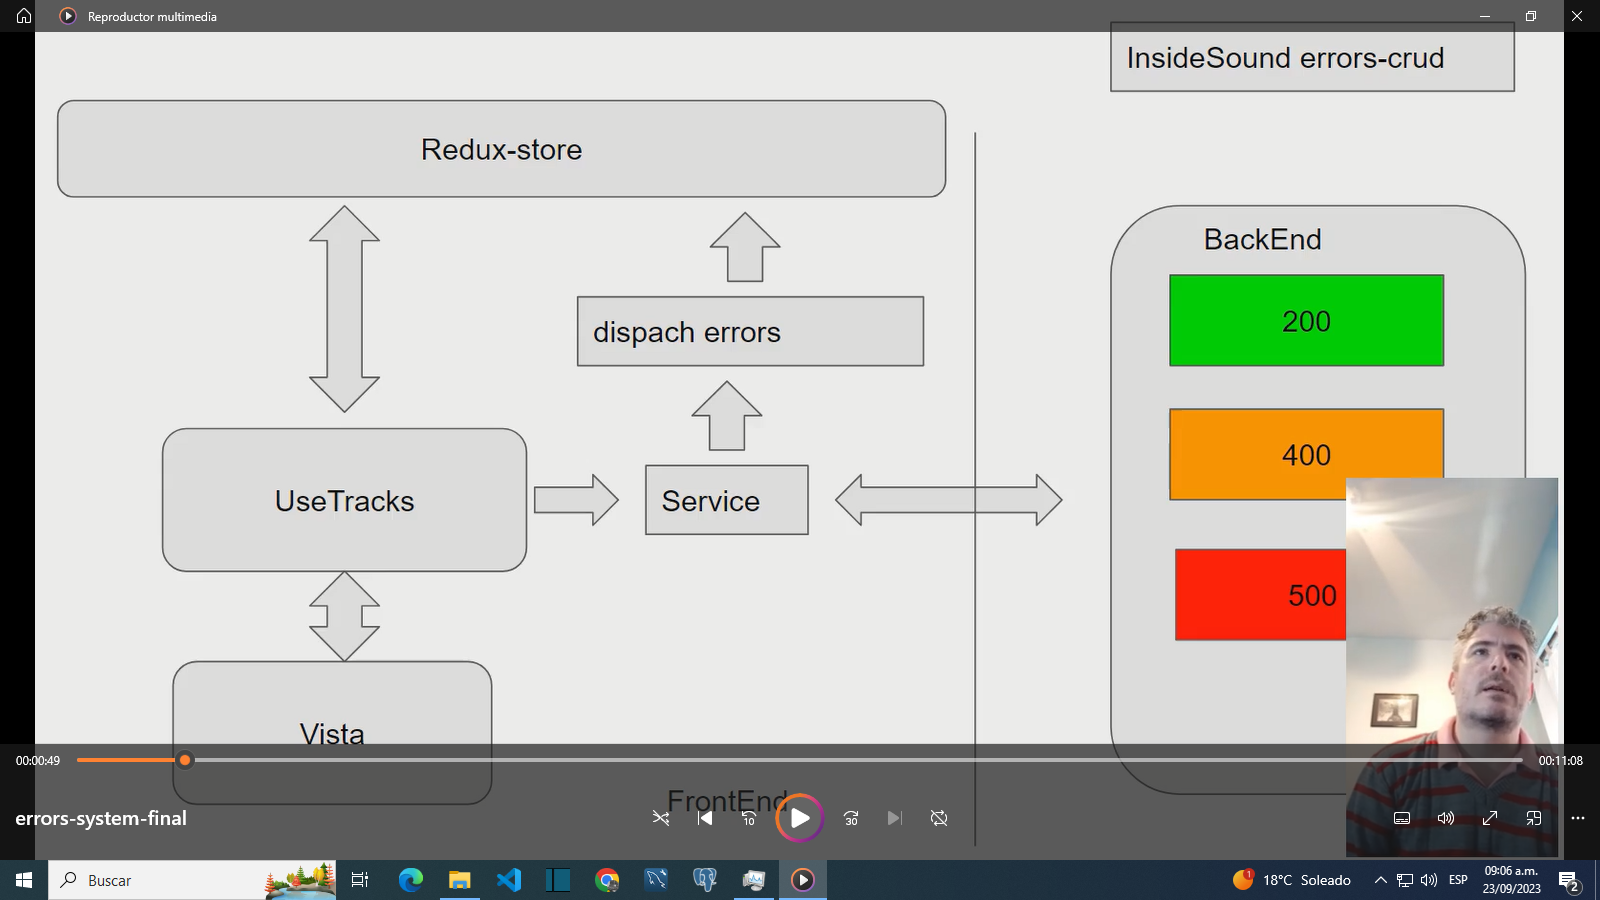 Reproductor multimedia
InsideSound errors-crud
Redux-store
BackEnd
200
dispach errors
400
UseTracks
Service
500
Vista
00:00:49
00:11:08
FrontEnd
errors-system-final
10
30
Buscar
1
18°C Soleado
ESP
09:06 a.m.
23/09/2023
2